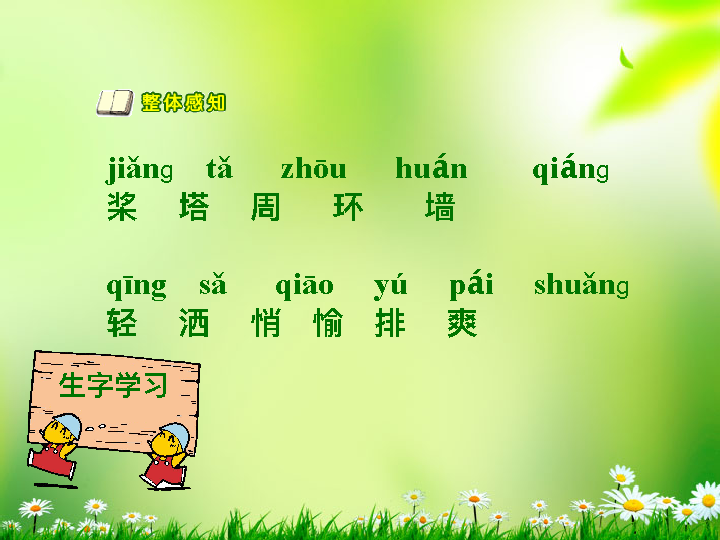 整体感知
jiǎng tǎ zhōu huán qiáng
桨 塔 周 环 墙
qīng sǎ qiāo yú pái shuǎng
轻 洒 悄 愉 排 爽
生字学习